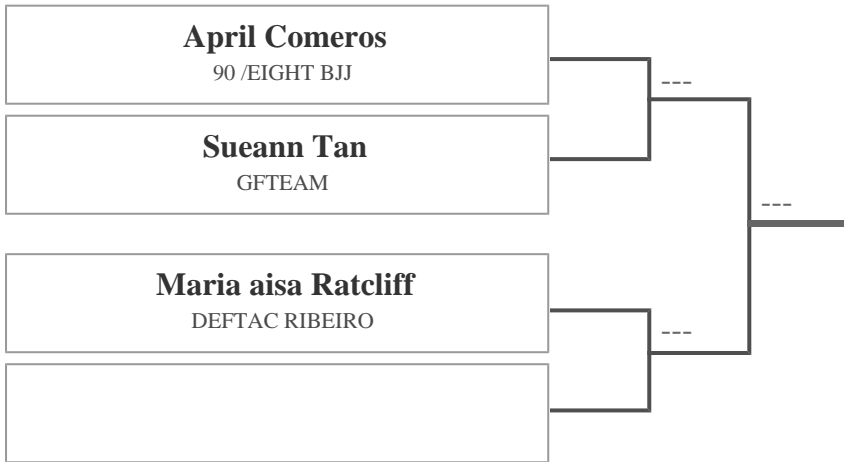 April Comeros
90 /EIGHT BJJ
---
Sueann Tan
GFTEAM
---
Maria aisa Ratcliff
DEFTAC RIBEIRO
---